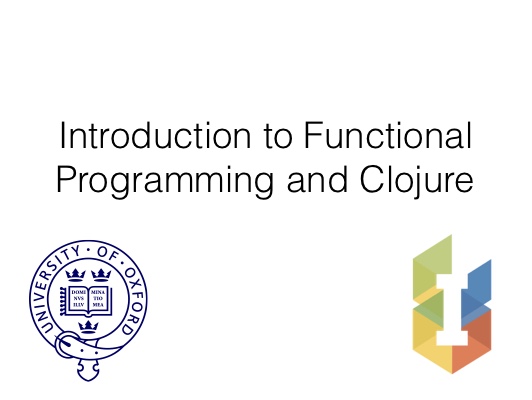 Introduction to Functional
Programming and Clojure
UNIVERSITY · OF · OXFORD
DOMI MINA
NVS TIO
ILLV MEA
I